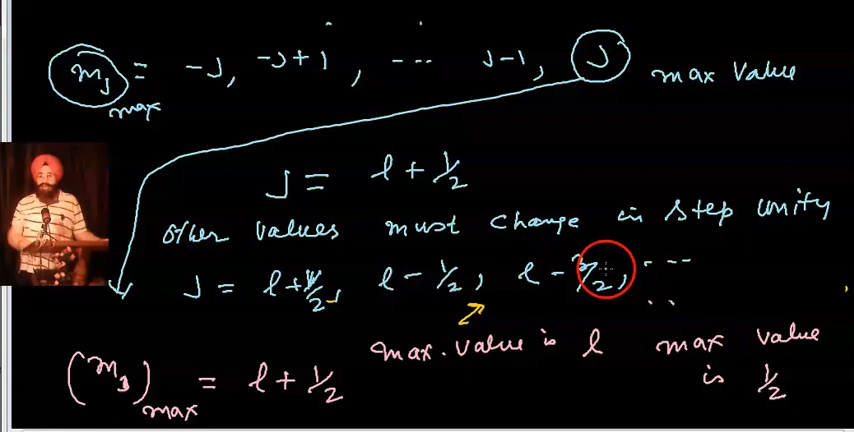 m_J max = -J, -J+1, --- J-1, J max value
J = l + 1/2
other values must change in step unity
J = l + 1/2, l - 1/2, l - 3/2, ----
(m_J)max = l + 1/2 max. value is l max value is 1/2